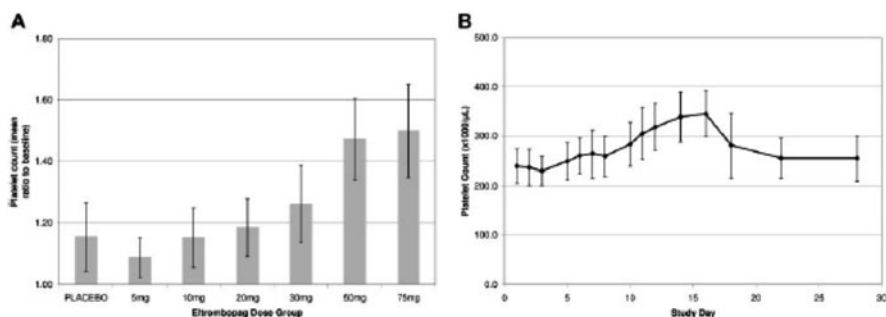 A
Platelet count (mean
ratio to baseline)
1.80
1.60
1.40
1.20
1.00
PLACEBO 5mg 10mg 20mg 30mg 50mg 75mg
Eltrombopag Dose Group
B
Platelet Count (x1000/µL)
500.0
400.0
300.0
200.0
100.0
0.0
0 5 10 15 20 25 30
Study Day